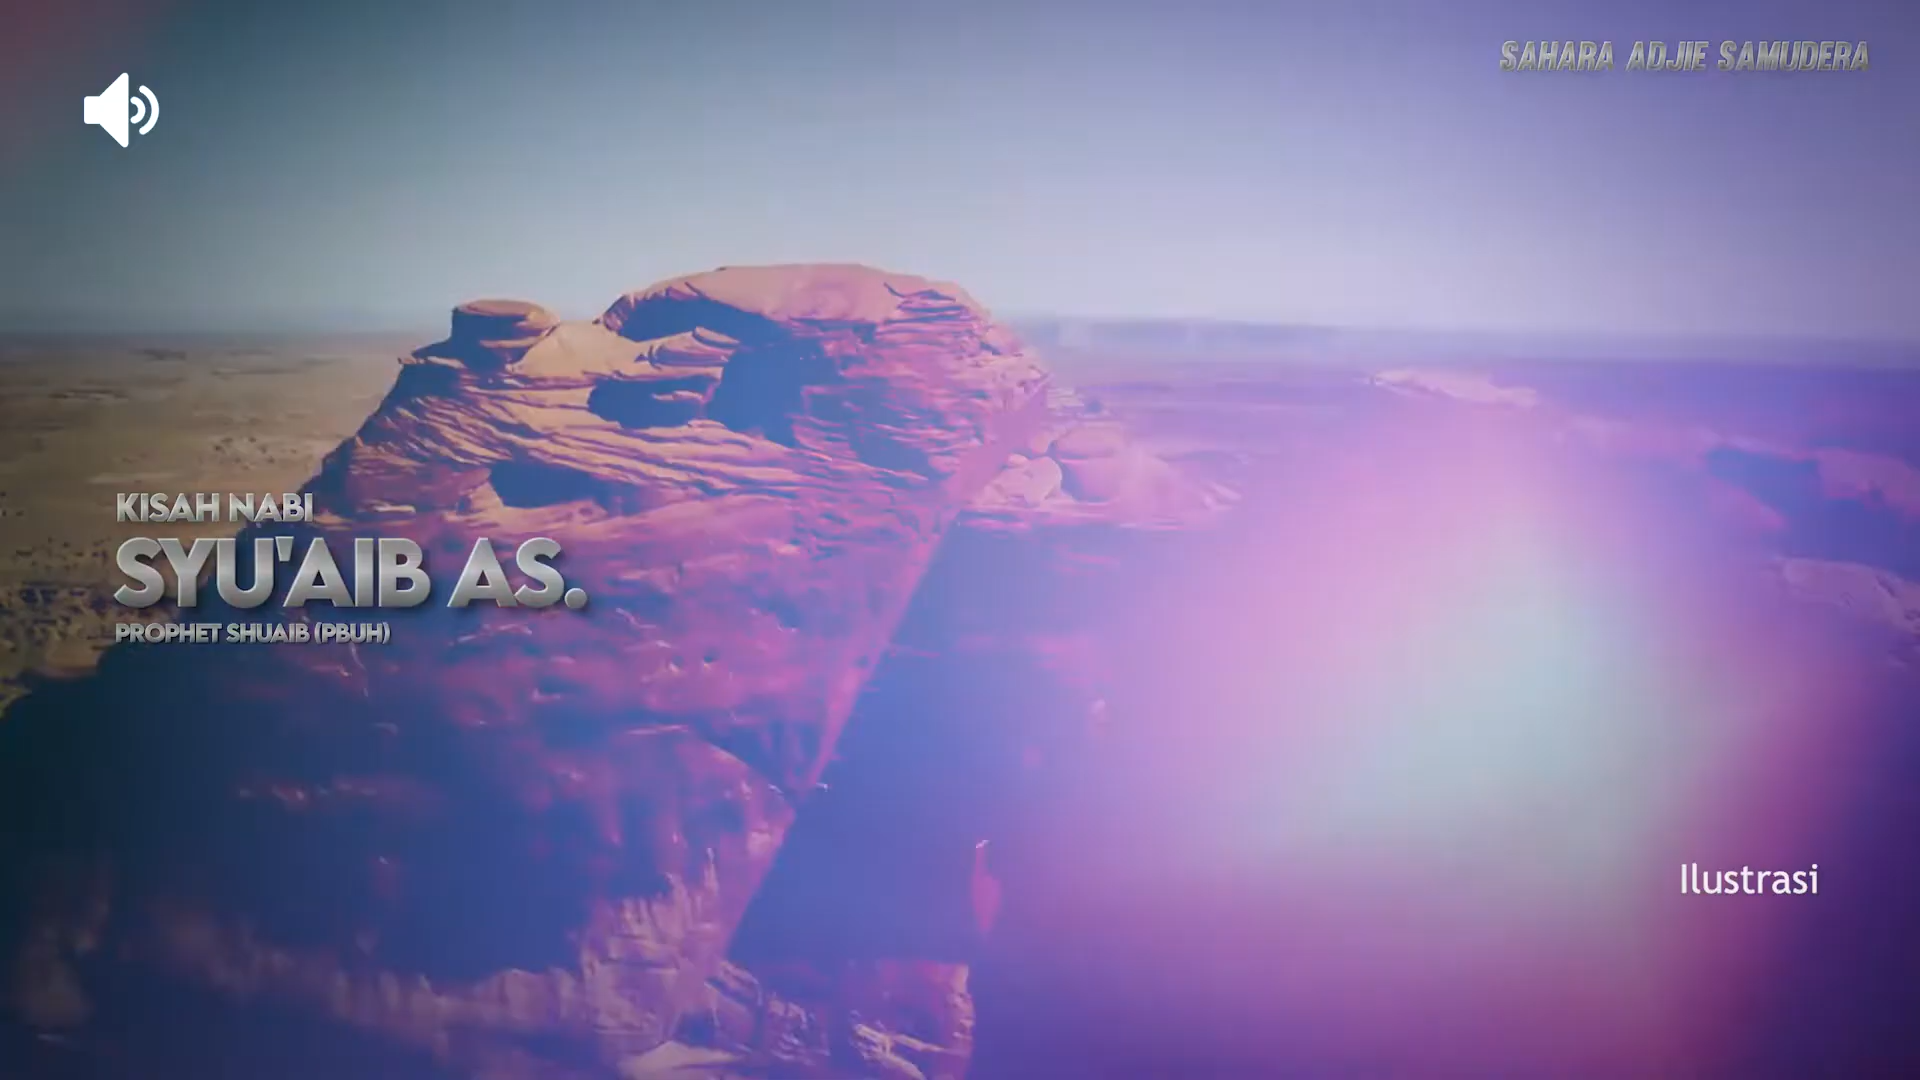 SAHARA ADJIE SAMUDERA
KISAH NABI
SYU'AIB AS.
PROPHET SHUAIB (PBUH)
Ilustrasi